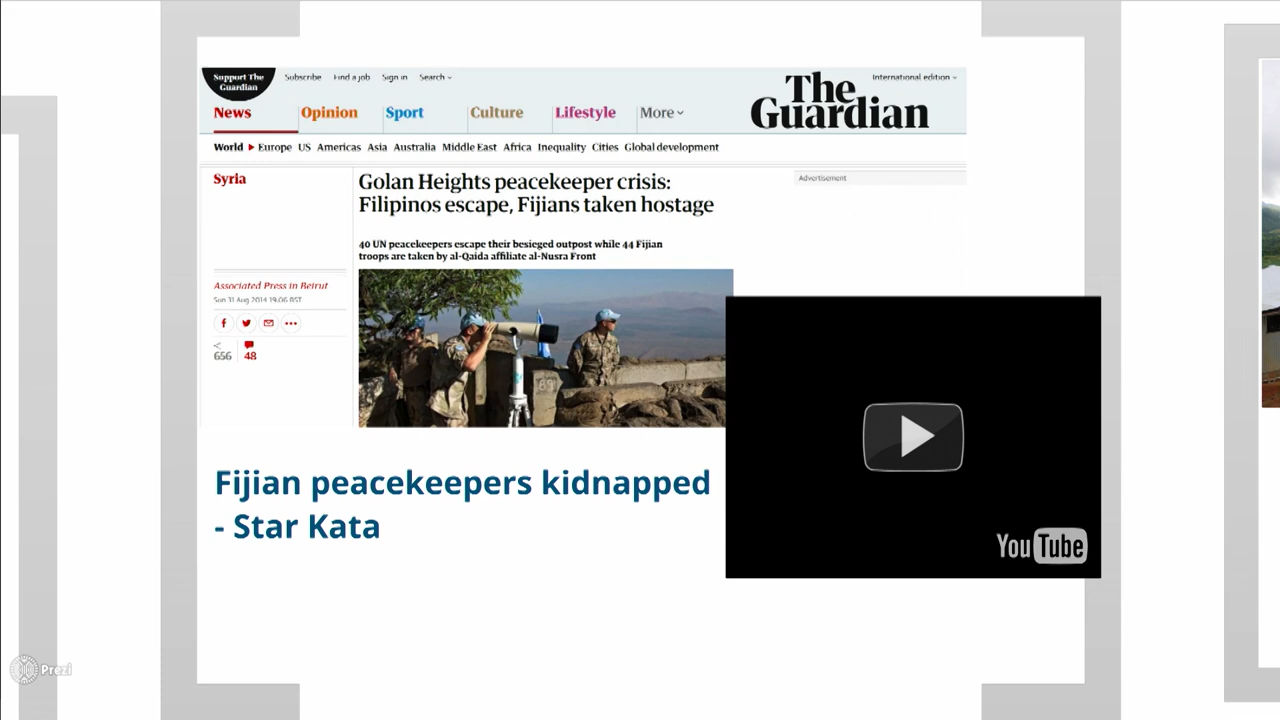 Support The
Guardian
Subscribe Find a job Sign in Search
International edition
The
Guardian
News Opinion Sport Culture Lifestyle More
World Europe US Americas Asia Australia Middle East Africa Inequality Cities Global development
Syria
Advertisement
Golan Heights peacekeeper crisis:
Filipinos escape, Fijians taken hostage
40 UN peacekeepers escape their besieged outpost while 44 Fijian
troops are taken by al-Qaida affiliate al-Nusra Front
Associated Press in Beirut
Sun 31 Aug 2014 19.06 BST
656 48
89
Fijian peacekeepers kidnapped
- Star Kata
YouTube
Prezi